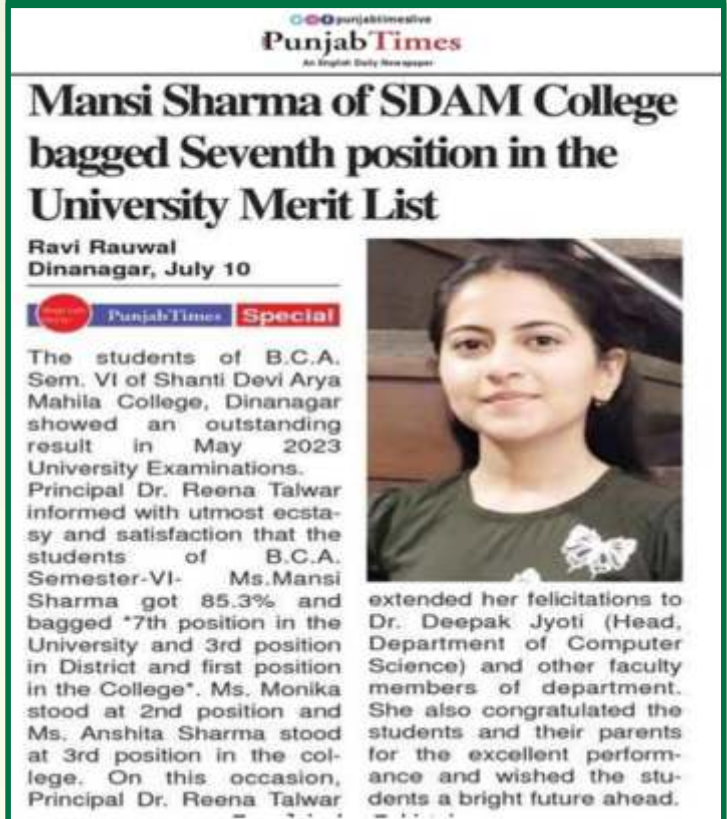 punjabtimeslive
PunjabTimes
An English Daily Newspaper
Mansi Sharma of SDAM College
bagged Seventh position in the
University Merit List
Ravi Rauwal
Dinanagar, July 10
PunjabTimes Special
The students of B.C.A.
Sem. VI of Shanti Devi Arya
Mahila College, Dinanagar
showed an outstanding
result in May 2023
University Examinations.
Principal Dr. Reena Talwar
informed with utmost ecsta-
sy and satisfaction that the
students of B.C.A.
Semester-VI- Ms.Mansi
Sharma got 85.3% and
bagged "7th position in the
University and 3rd position
in District and first position
in the College". Ms. Monika
stood at 2nd position and
Ms. Anshita Sharma stood
at 3rd position in the col-
lege. On this occasion,
Principal Dr. Reena Talwar
extended her felicitations to
Dr. Deepak Jyoti (Head,
Department of Computer
Science) and other faculty
members of department.
She also congratulated the
students and their parents
for the excellent perform-
ance and wished the stu-
dents a bright future ahead.